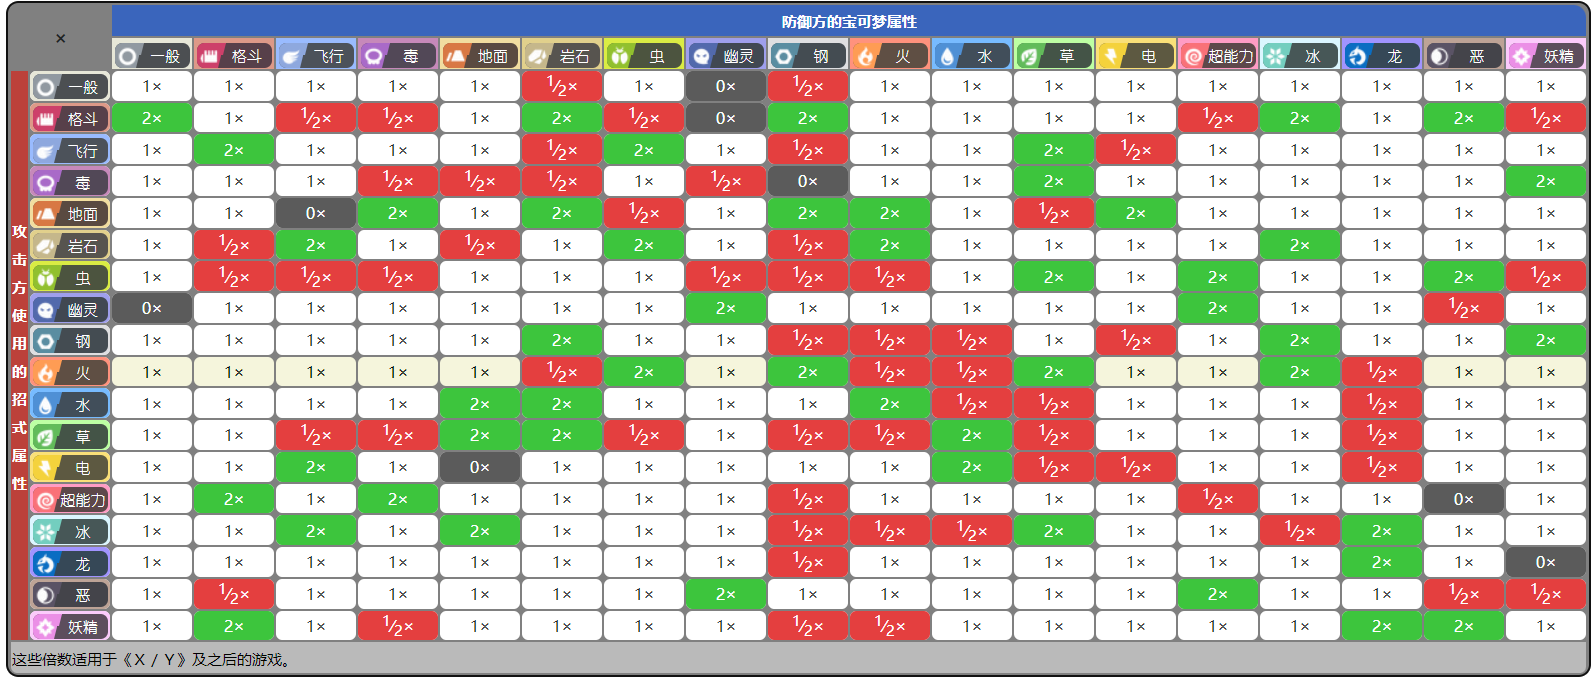 ×
防御方的宝可梦属性
一般 格斗 飞行 毒 地面 岩石 虫 幽灵 钢 火 水 草 电 超能力 冰 龙 恶 妖精
攻击方使用的招式属性
一般 1× 1× 1× 1× 1× 1/2× 1× 0× 1/2× 1× 1× 1× 1× 1× 1× 1× 1× 1×
格斗 2× 1× 1/2× 1/2× 1× 2× 1/2× 0× 2× 1× 1× 1× 1× 1/2× 2× 1× 2× 1/2×
飞行 1× 2× 1× 1× 1× 1/2× 2× 1× 1/2× 1× 1× 2× 1/2× 1× 1× 1× 1× 1×
毒 1× 1× 1× 1/2× 1/2× 1/2× 1× 1/2× 0× 1× 1× 2× 1× 1× 1× 1× 1× 2×
地面 1× 1× 0× 2× 1× 2× 1/2× 1× 2× 2× 1× 1/2× 2× 1× 1× 1× 1× 1×
岩石 1× 1/2× 2× 1× 1/2× 1× 2× 1× 1/2× 2× 1× 1× 1× 1× 2× 1× 1× 1×
虫 1× 1/2× 1/2× 1/2× 1× 1× 1× 1/2× 1/2× 1/2× 1× 2× 1× 2× 1× 1× 2× 1/2×
幽灵 0× 1× 1× 1× 1× 1× 1× 2× 1× 1× 1× 1× 1× 2× 1× 1× 1/2× 1×
钢 1× 1× 1× 1× 1× 2× 1× 1× 1/2× 1/2× 1/2× 1× 1/2× 1× 2× 1× 1× 2×
火 1× 1× 1× 1× 1× 1/2× 2× 1× 2× 1/2× 1/2× 2× 1× 1× 2× 1/2× 1× 1×
水 1× 1× 1× 1× 2× 2× 1× 1× 1× 2× 1/2× 1/2× 1× 1× 1× 1/2× 1× 1×
草 1× 1× 1/2× 1/2× 2× 2× 1/2× 1× 1/2× 1/2× 2× 1/2× 1× 1× 1× 1/2× 1× 1×
电 1× 1× 2× 1× 0× 1× 1× 1× 1× 1× 2× 1/2× 1/2× 1× 1× 1/2× 1× 1×
超能力 1× 2× 1× 2× 1× 1× 1× 1× 1/2× 1× 1× 1× 1× 1/2× 1× 1× 0× 1×
冰 1× 1× 2× 1× 2× 1× 1× 1× 1/2× 1/2× 1/2× 2× 1× 1× 1/2× 2× 1× 1×
龙 1× 1× 1× 1× 1× 1× 1× 1× 1/2× 1× 1× 1× 1× 1× 1× 2× 1× 0×
恶 1× 1/2× 1× 1× 1× 1× 1× 2× 1× 1× 1× 1× 1× 2× 1× 1× 1/2× 1/2×
妖精 1× 2× 1× 1/2× 1× 1× 1× 1× 1/2× 1/2× 1× 1× 1× 1× 1× 2× 2× 1×
这些倍数适用于《X / Y》及之后的游戏。